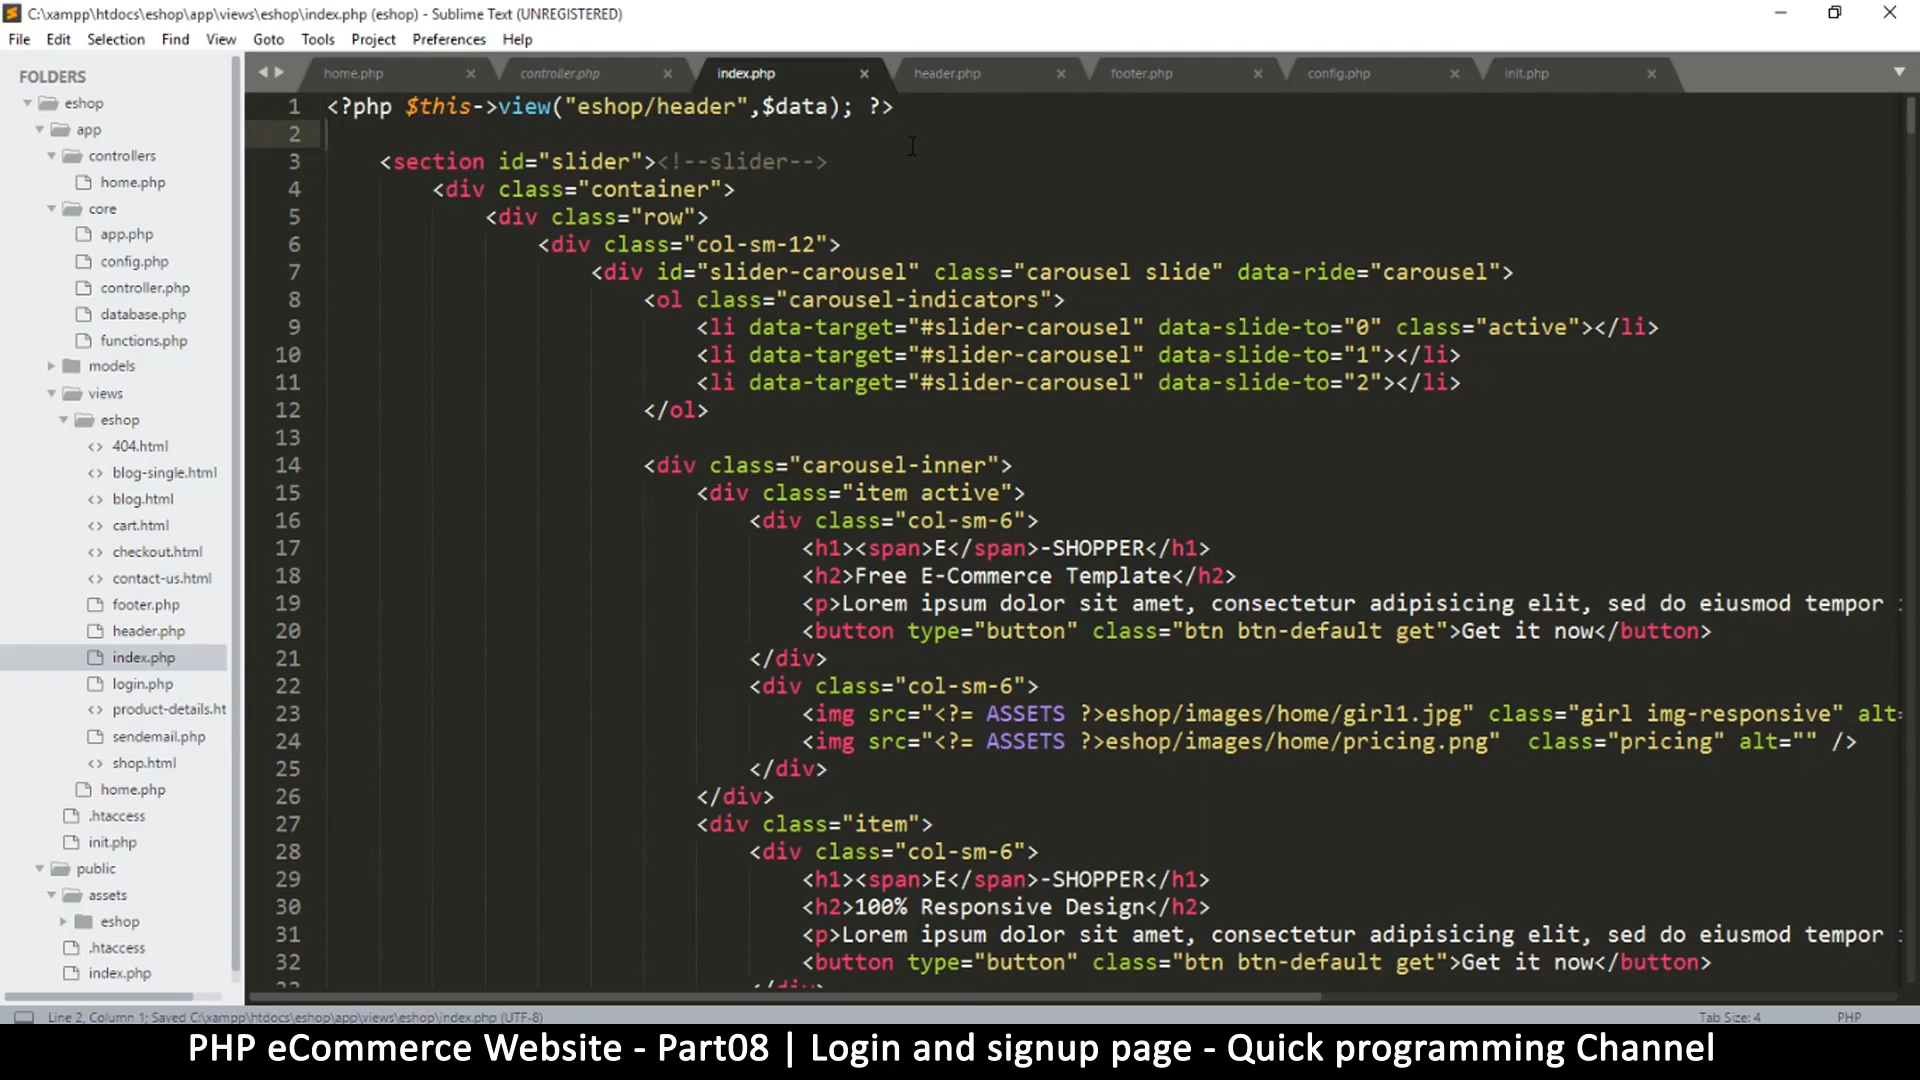 C:\xampp\htdocs\eshop\app\views\eshop\index.php (eshop) - Sublime Text (UNREGISTERED)
File Edit Selection Find View Goto Tools Project Preferences Help
FOLDERS
eshop
app
controllers
home.php
core
app.php
config.php
controller.php
database.php
functions.php
models
views
eshop
404.html
blog-single.html
blog.html
cart.html
checkout.html
contact-us.html
footer.php
header.php
index.php
login.php
product-details.ht
sendemail.php
shop.html
home.php
.htaccess
init.php
public
assets
eshop
.htaccess
index.php
home.php controller.php index.php header.php footer.php config.php init.php
1 <?php $this->view("eshop/header",$data); ?>
2
3 <section id="slider"><!--slider-->
4 <div class="container">
5 <div class="row">
6 <div class="col-sm-12">
7 <div id="slider-carousel" class="carousel slide" data-ride="carousel">
8 <ol class="carousel-indicators">
9 <li data-target="#slider-carousel" data-slide-to="0" class="active"></li>
10 <li data-target="#slider-carousel" data-slide-to="1"></li>
11 <li data-target="#slider-carousel" data-slide-to="2"></li>
12 </ol>
13
14 <div class="carousel-inner">
15 <div class="item active">
16 <div class="col-sm-6">
17 <h1><span>E</span>-SHOPPER</h1>
18 <h2>Free E-Commerce Template</h2>
19 <p>Lorem ipsum dolor sit amet, consectetur adipisicing elit, sed do eiusmod tempor
20 <button type="button" class="btn btn-default get">Get it now</button>
21 </div>
22 <div class="col-sm-6">
23 <img src="<?= ASSETS ?>eshop/images/home/girl1.jpg" class="girl img-responsive" alt=
24 <img src="<?= ASSETS ?>eshop/images/home/pricing.png"  class="pricing" alt="" />
25 </div>
26 </div>
27 <div class="item">
28 <div class="col-sm-6">
29 <h1><span>E</span>-SHOPPER</h1>
30 <h2>100% Responsive Design</h2>
31 <p>Lorem ipsum dolor sit amet, consectetur adipisicing elit, sed do eiusmod tempor
32 <button type="button" class="btn btn-default get">Get it now</button>
Line 2, Column 1; Saved C:\xampp\htdocs\eshop\app\views\eshop\index.php (UTF-8) Tab Size: 4 PHP
PHP eCommerce Website - Part08 | Login and signup page - Quick programming Channel